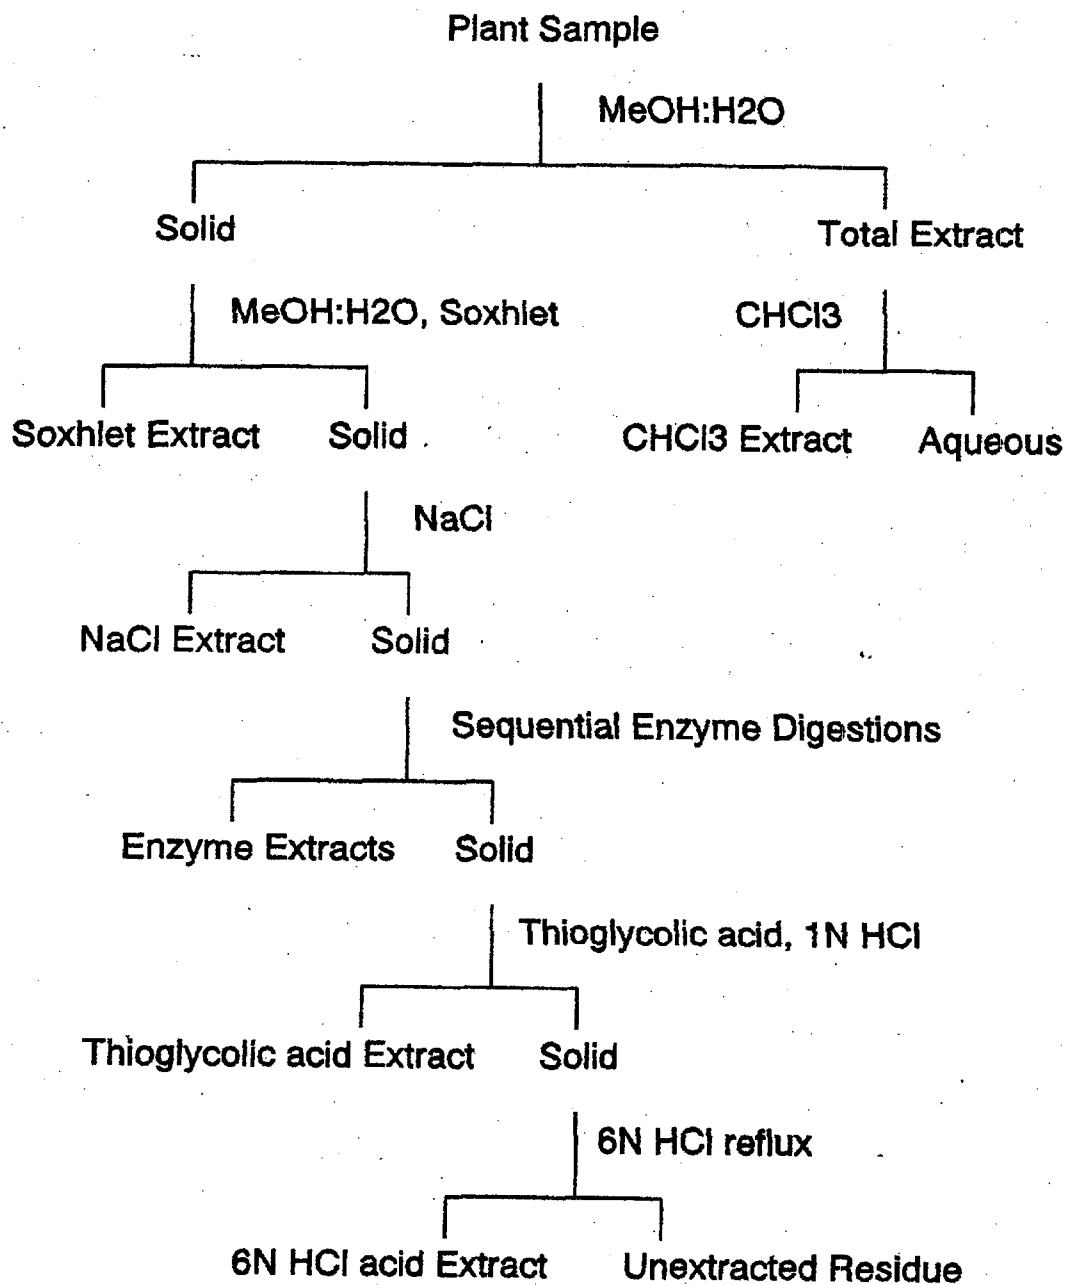 Plant Sample
MeOH:H2O
Solid
Total Extract
MeOH:H2O, Soxhlet
CHCl3
Soxhlet Extract
Solid
CHCl3 Extract
Aqueous
NaCl
NaCl Extract
Solid
Sequential Enzyme Digestions
Enzyme Extracts
Solid
Thioglycolic acid, 1N HCl
Thioglycolic acid Extract
Solid
6N HCl reflux
6N HCl acid Extract
Unextracted Residue